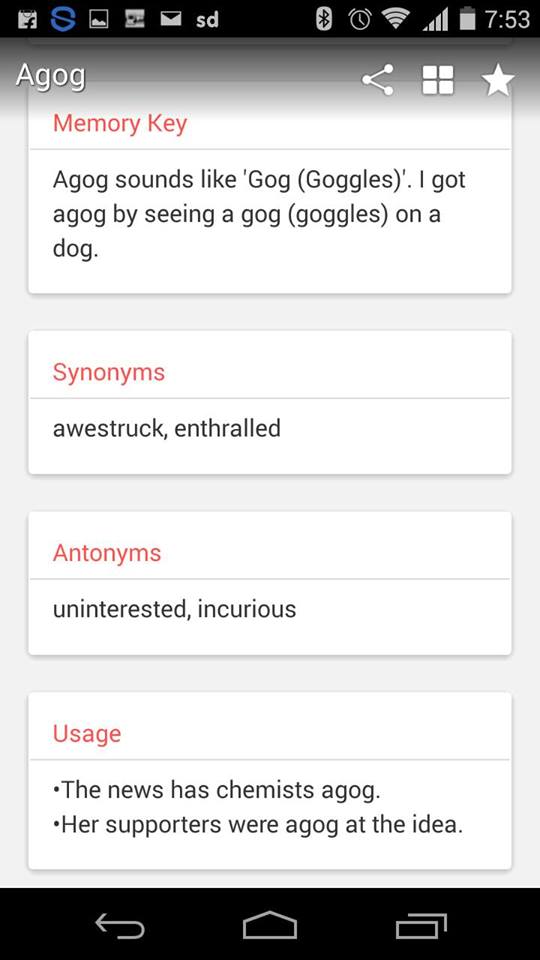 sd 7:53
Agog
Memory Key
Agog sounds like 'Gog (Goggles)'. I got
agog by seeing a gog (goggles) on a
dog.
Synonyms
awestruck, enthralled
Antonyms
uninterested, incurious
Usage
•The news has chemists agog.
•Her supporters were agog at the idea.